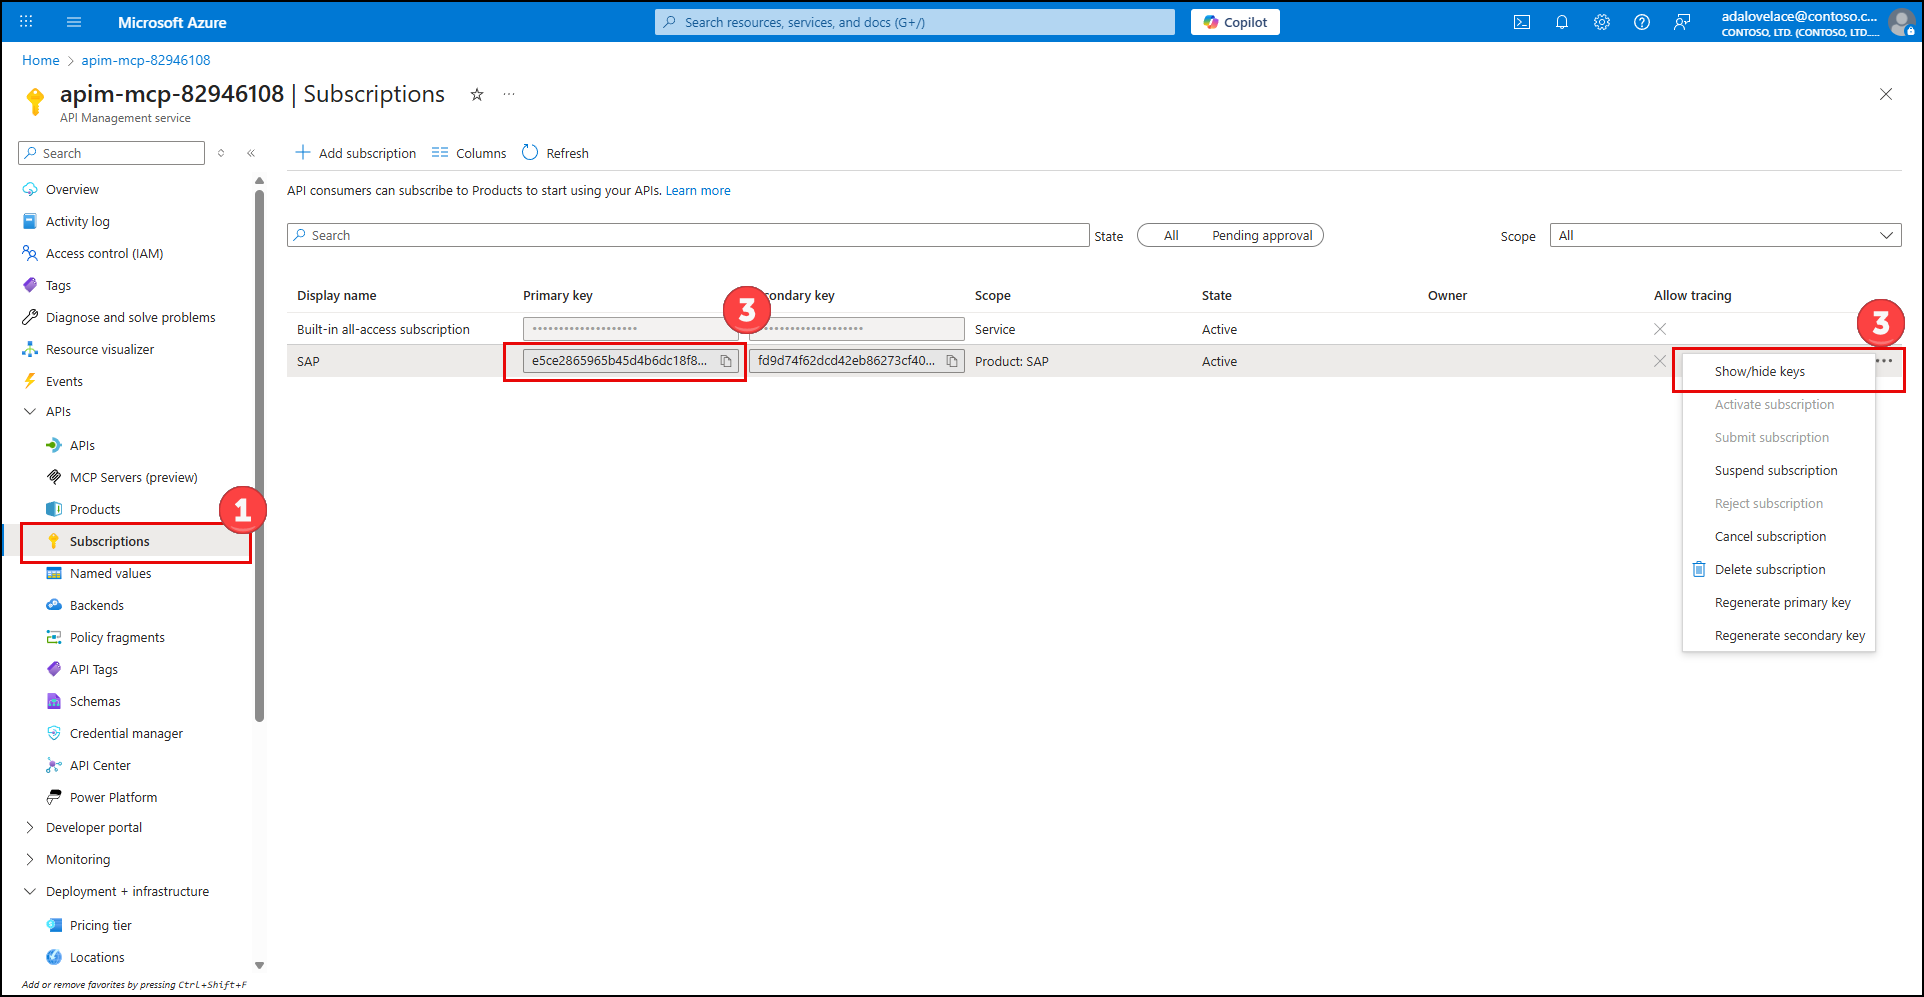 Microsoft Azure
Search resources, services, and docs (G+/)
Copilot
adalovelace@contoso.c...
CONTOSO, LTD. (CONTOSO, LTD....
Home > apim-mcp-82946108
apim-mcp-82946108 | Subscriptions
API Management service
Search
Overview
Activity log
Access control (IAM)
Tags
Diagnose and solve problems
Resource visualizer
Events
APIs
APIs
MCP Servers (preview)
Products
1
Subscriptions
Named values
Backends
Policy fragments
API Tags
Schemas
Credential manager
API Center
Power Platform
Developer portal
Monitoring
Deployment + infrastructure
Pricing tier
Locations
Add or remove favorites by pressing Ctrl+Shift+F
Add subscription Columns Refresh
API consumers can subscribe to Products to start using your APIs. Learn more
Search State All Pending approval Scope All
Display name Primary key condary key Scope State Owner Allow tracing
3
3
Built-in all-access subscription •••••••••••••••••••• •••••••••••••••••••• Service Active
SAP e5ce2865965b45d4b6dc18f8... fd9d74f62dcd42eb86273cf40... Product: SAP Active
Show/hide keys
Activate subscription
Submit subscription
Suspend subscription
Reject subscription
Cancel subscription
Delete subscription
Regenerate primary key
Regenerate secondary key